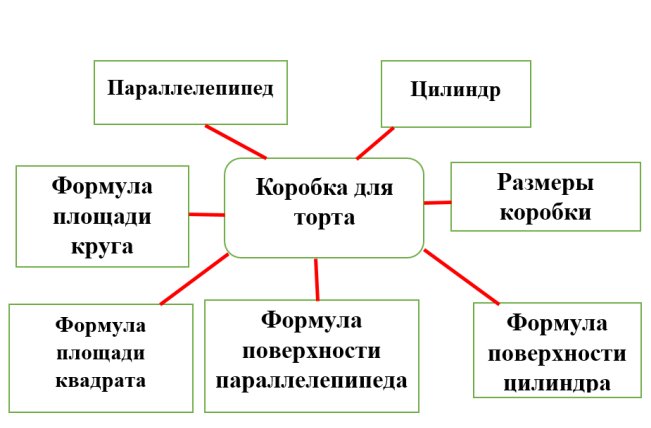 Параллелепипед
Цилиндр
Формула
площади
круга
Коробка для
торта
Размеры
коробки
Формула
площади
квадрата
Формула
поверхности
параллелепипеда
Формула
поверхности
цилиндра